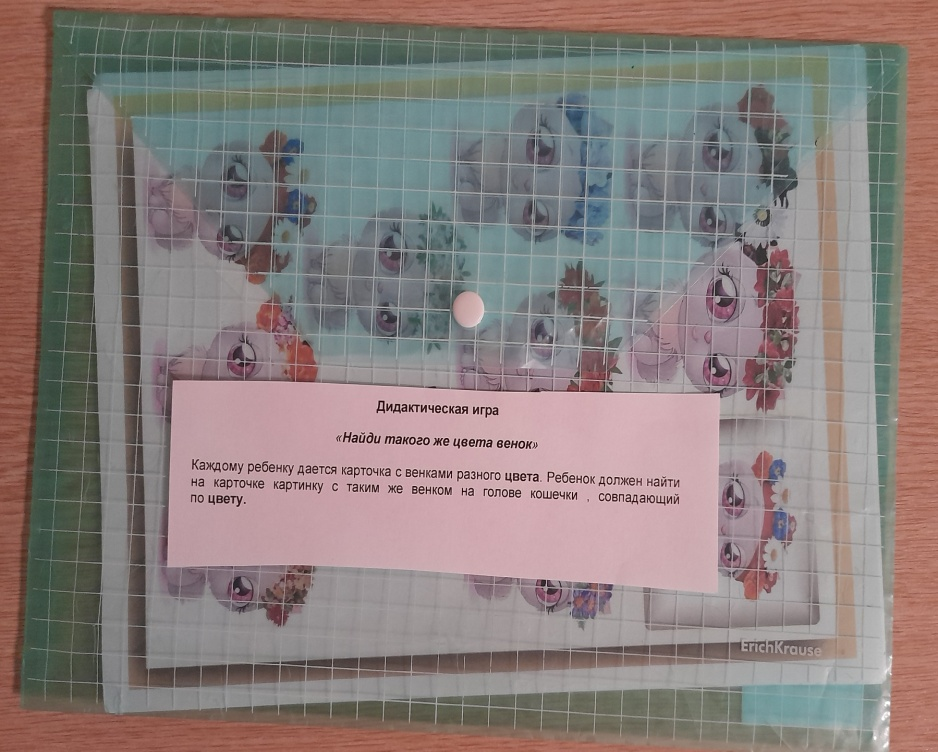 Дидактическая игра
«Найди такого же цвета венок»
Каждому ребенку дается карточка с венками разного цвета. Ребенок должен найти
на карточке картинку с таким же венком на голове кошечки , совпадающий
по цвету.
ErichKrause